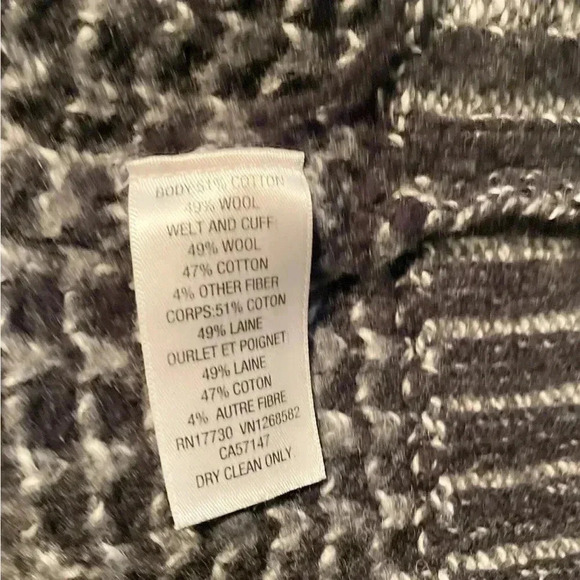 BODY:51% COTTON
49% WOOL
WELT AND CUFF
49% WOOL
47% COTTON
4% OTHER FIBER
CORPS:51% COTON
49% LAINE
OURLET ET POIGNET
49% LAINE
47% COTON
4% AUTRE FIBRE
RN17730 VN1268582
CA57147
DRY CLEAN ONLY